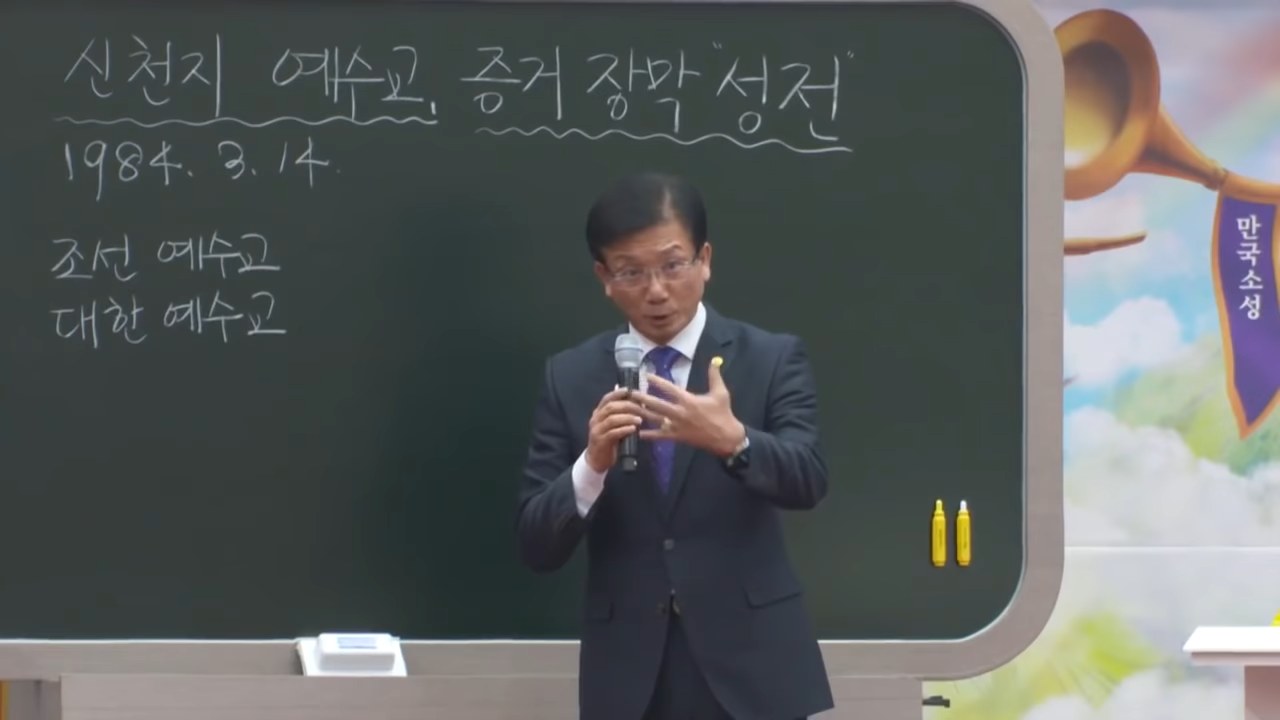 신천지 예수교, 증거장막 "성전"
1984. 3. 14.
조선 예수교
대한 예수교
만국소성